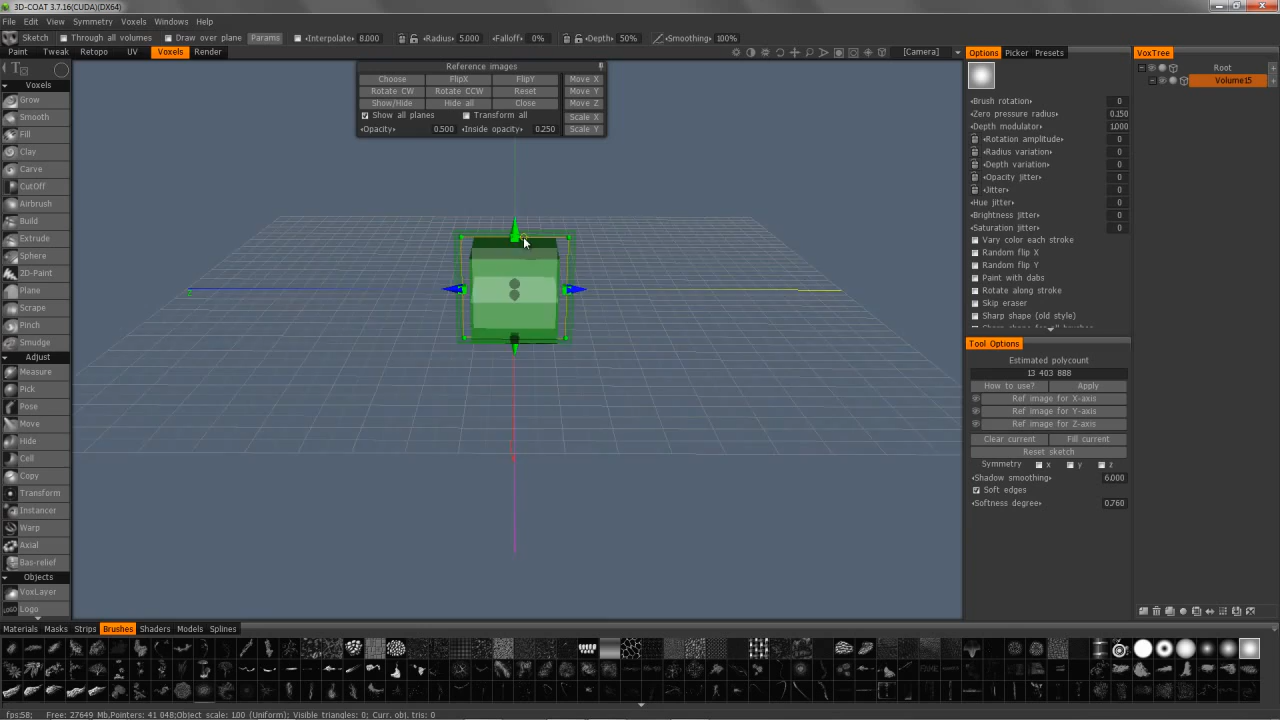 3D-COAT 3.7.16(CUDA)(DX64)
File Edit View Symmetry Voxels Windows Help
Sketch Through all volumes Draw over plane Params Interpolate 8.000 Radius 5.000 Falloff 0% Depth 50% Smoothing 100%
Paint Tweak Retopo UV Voxels Render [Camera]
Options Picker Presets
VoxTree
Root
Volume15
Voxels
Grow
Smooth
Fill
Clay
Carve
CutOff
Airbrush
Build
Extrude
Sphere
2D-Paint
Plane
Scrape
Pinch
Smudge
Adjust
Measure
Pick
Pose
Move
Hide
Cell
Copy
Transform
Instancer
Warp
Axial
Bas-relief
Objects
VoxLayer
Logo
Reference images
Choose FlipX FlipY Move X
Rotate CW Rotate CCW Reset Move Y
Show/Hide Hide all Close Move Z
Show all planes Transform all Scale X
Opacity 0.500 Inside opacity 0.250 Scale Y
Brush rotation 0
Zero pressure radius 0.150
Depth modulator 1.000
Rotation amplitude 0
Radius variation 0
Depth variation 0
Opacity jitter 0
Jitter 0
Hue jitter 0
Brightness jitter 0
Saturation jitter 0
Vary color each stroke
Random flip X
Random flip Y
Paint with dabs
Rotate along stroke
Skip eraser
Sharp shape (old style)
Tool Options
Estimated polycount
13 403 888
How to use? Apply
Ref image for X-axis
Ref image for Y-axis
Ref image for Z-axis
Clear current Fill current
Reset sketch
Symmetry x y z
Shadow smoothing 6.000
Soft edges
Softness degree 0.760
Materials Masks Strips Brushes Shaders Models Splines
fps:58; Free: 27649 Mb,Pointers: 41 048;Object scale: 1.00 (Uniform); Visible triangles: 0; Curr. obj. tris: 0